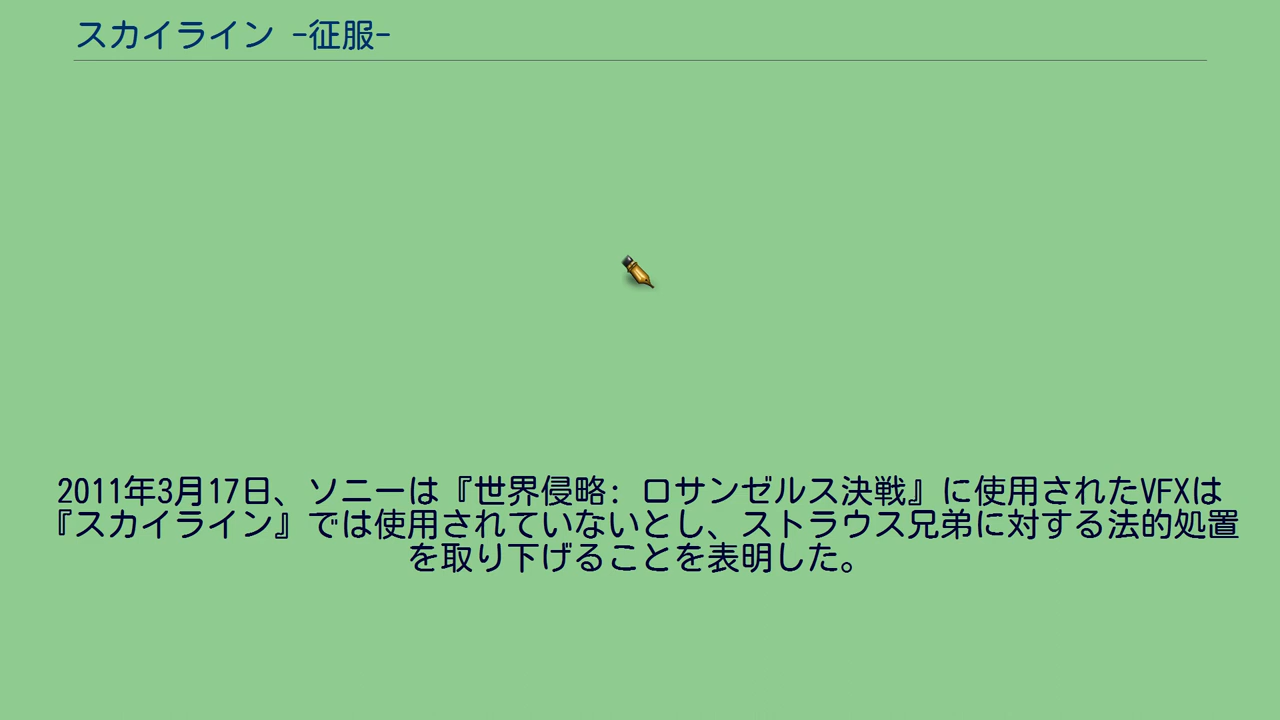 スカイライン -征服-
2011年3月17日、ソニーは『世界侵略: ロサンゼルス決戦』に使用されたVFXは
『スカイライン』では使用されていないとし、ストラウス兄弟に対する法的処置
を取り下げることを表明した。